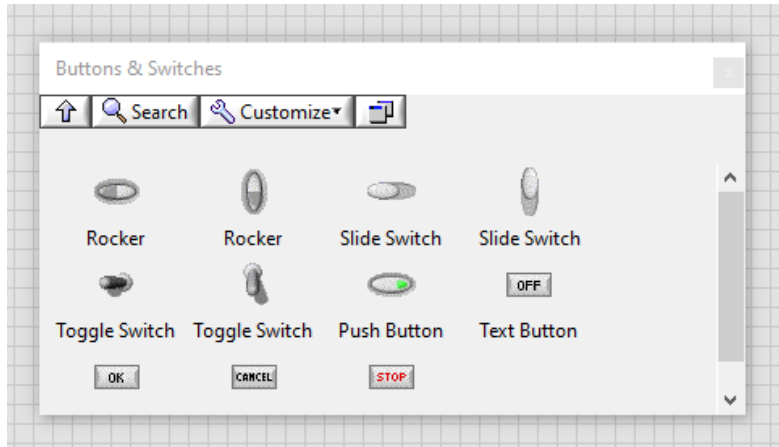 Buttons & Switches
x
Search Customize
Rocker Rocker Slide Switch Slide Switch
OFF
Toggle Switch Toggle Switch Push Button Text Button
OK CANCEL STOP